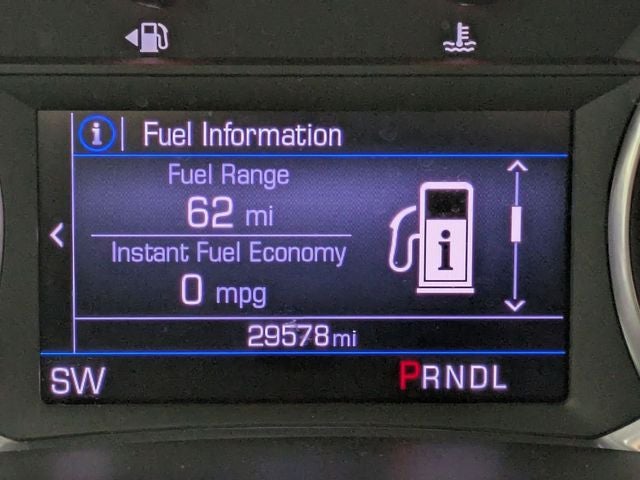 i Fuel Information
Fuel Range
62 mi
Instant Fuel Economy
0 mpg
i
29578mi
SW
PRNDL